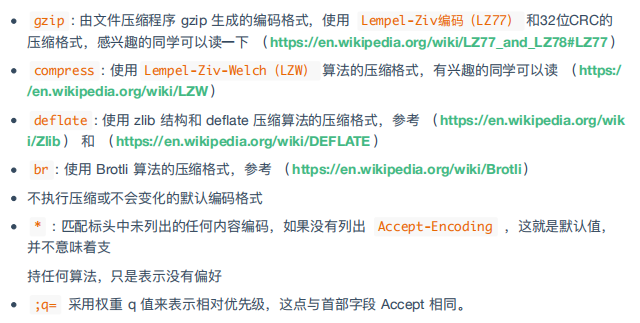 gzip : 由文件压缩程序 gzip 生成的编码格式，使用 Lempel-Ziv编码（LZ77） 和32位CRC的
压缩格式，感兴趣的同学可以读一下 （https://en.wikipedia.org/wiki/LZ77_and_LZ78#LZ77）
compress : 使用 Lempel-Ziv-Welch（LZW） 算法的压缩格式，有兴趣的同学可以读 （https:/
/en.wikipedia.org/wiki/LZW）
deflate : 使用 zlib 结构和 deflate 压缩算法的压缩格式，参考 （https://en.wikipedia.org/wik
i/Zlib） 和 （https://en.wikipedia.org/wiki/DEFLATE）
br : 使用 Brotli 算法的压缩格式，参考 （https://en.wikipedia.org/wiki/Brotli）
不执行压缩或不会变化的默认编码格式
* : 匹配标头中未列出的任何内容编码，如果没有列出 Accept-Encoding ，这就是默认值，
并不意味着支
持任何算法，只是表示没有偏好
;q= 采用权重 q 值来表示相对优先级，这点与首部字段 Accept 相同。